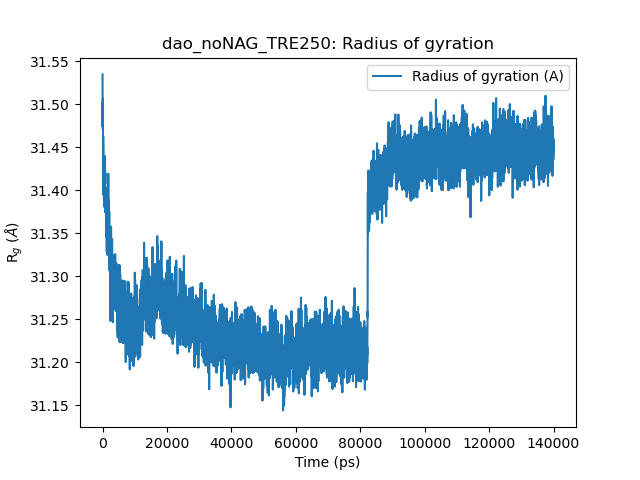 dao_noNAG_TRE250: Radius of gyration
Radius of gyration (A)
31.55
31.50
31.45
31.40
31.35
31.30
31.25
31.20
31.15
R_g (Å)
0 20000 40000 60000 80000 100000 120000 140000
Time (ps)